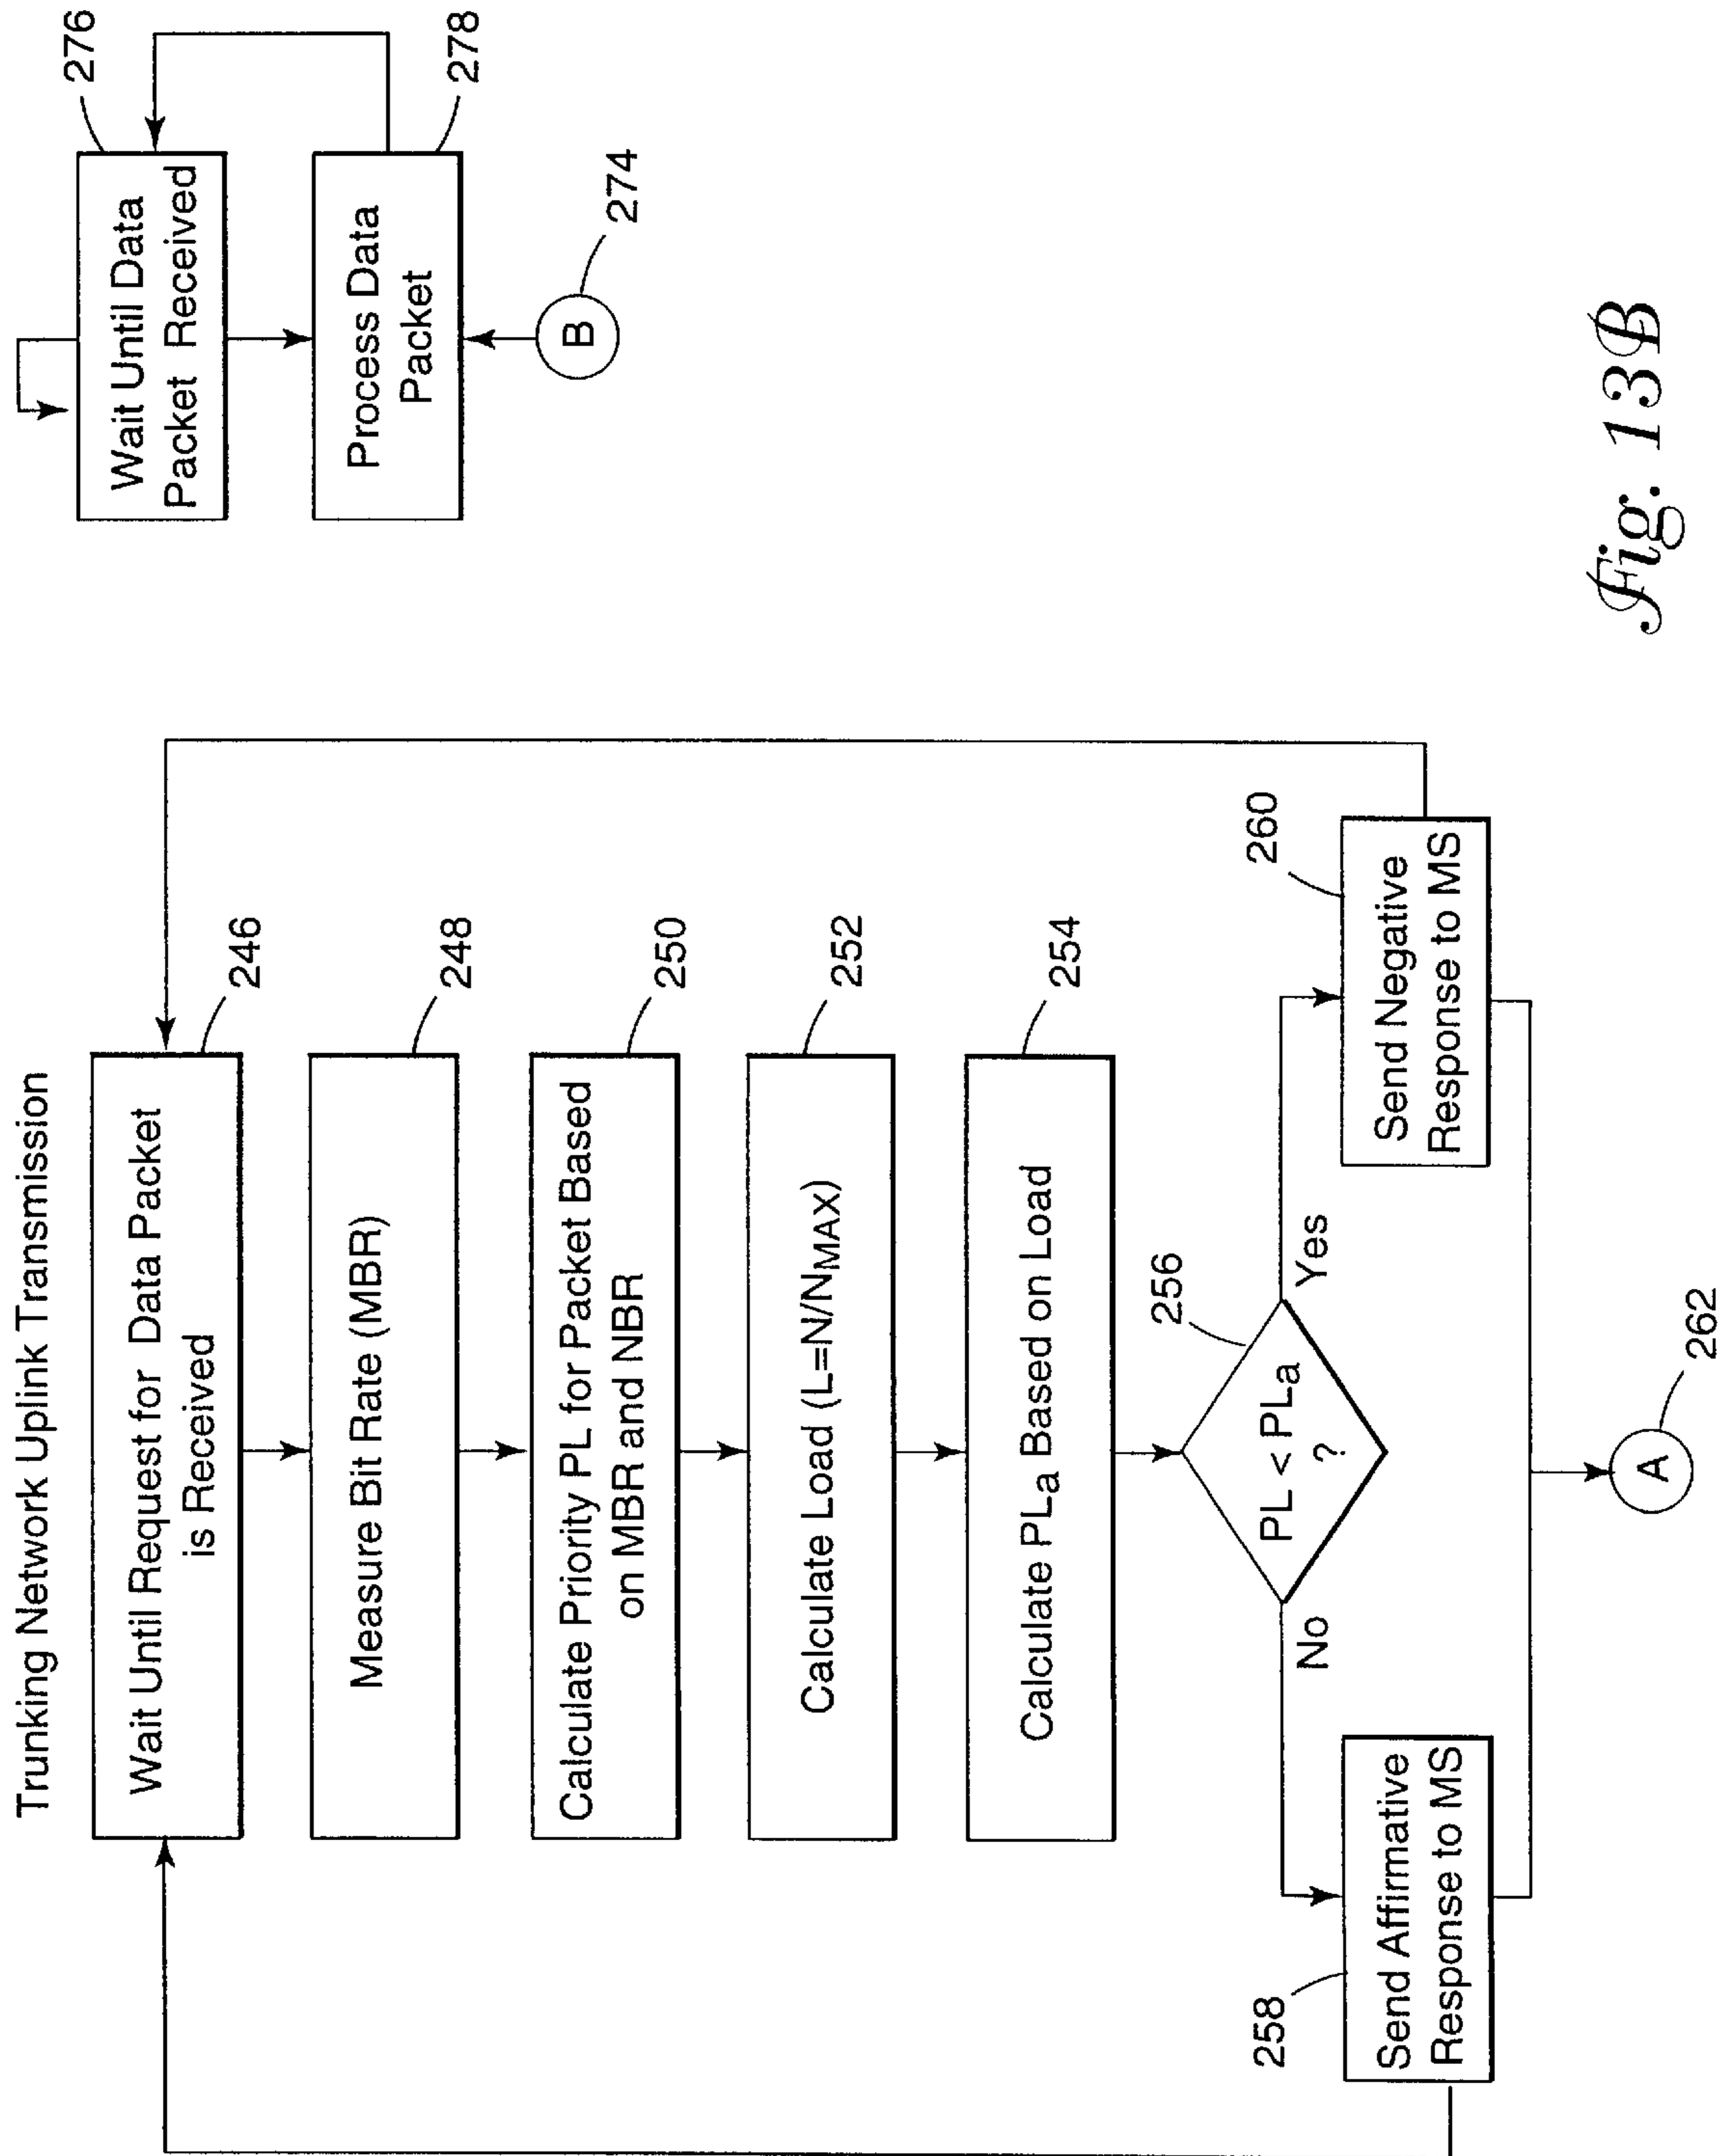 Trunking Network Uplink Transmission
Wait Until Request for Data Packet
is Received
246
Measure Bit Rate (MBR)
248
Calculate Priority PL for Packet Based
on MBR and NBR
250
Calculate Load (L=N/NMAX)
252
Calculate PLa Based on Load
254
PL < PLa
?
256
No
Yes
258
Send Affirmative
Response to MS
260
Send Negative
Response to MS
A
262
Wait Until Data
Packet Received
276
Process Data
Packet
278
B
274
Fig. 13B